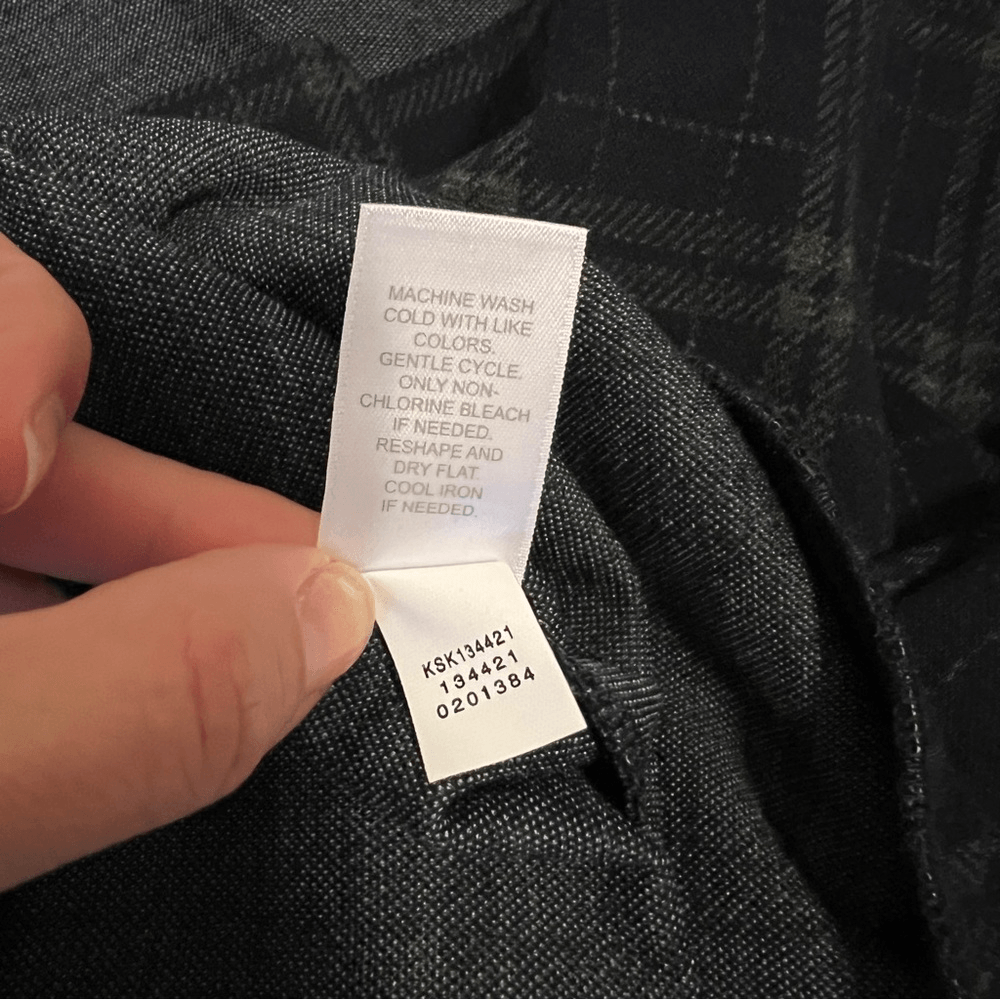 MACHINE WASH
COLD WITH LIKE
COLORS.
GENTLE CYCLE.
ONLY NON-
CHLORINE BLEACH
IF NEEDED.
RESHAPE AND
DRY FLAT.
COOL IRON
IF NEEDED.
KSK134421
134421
0201384